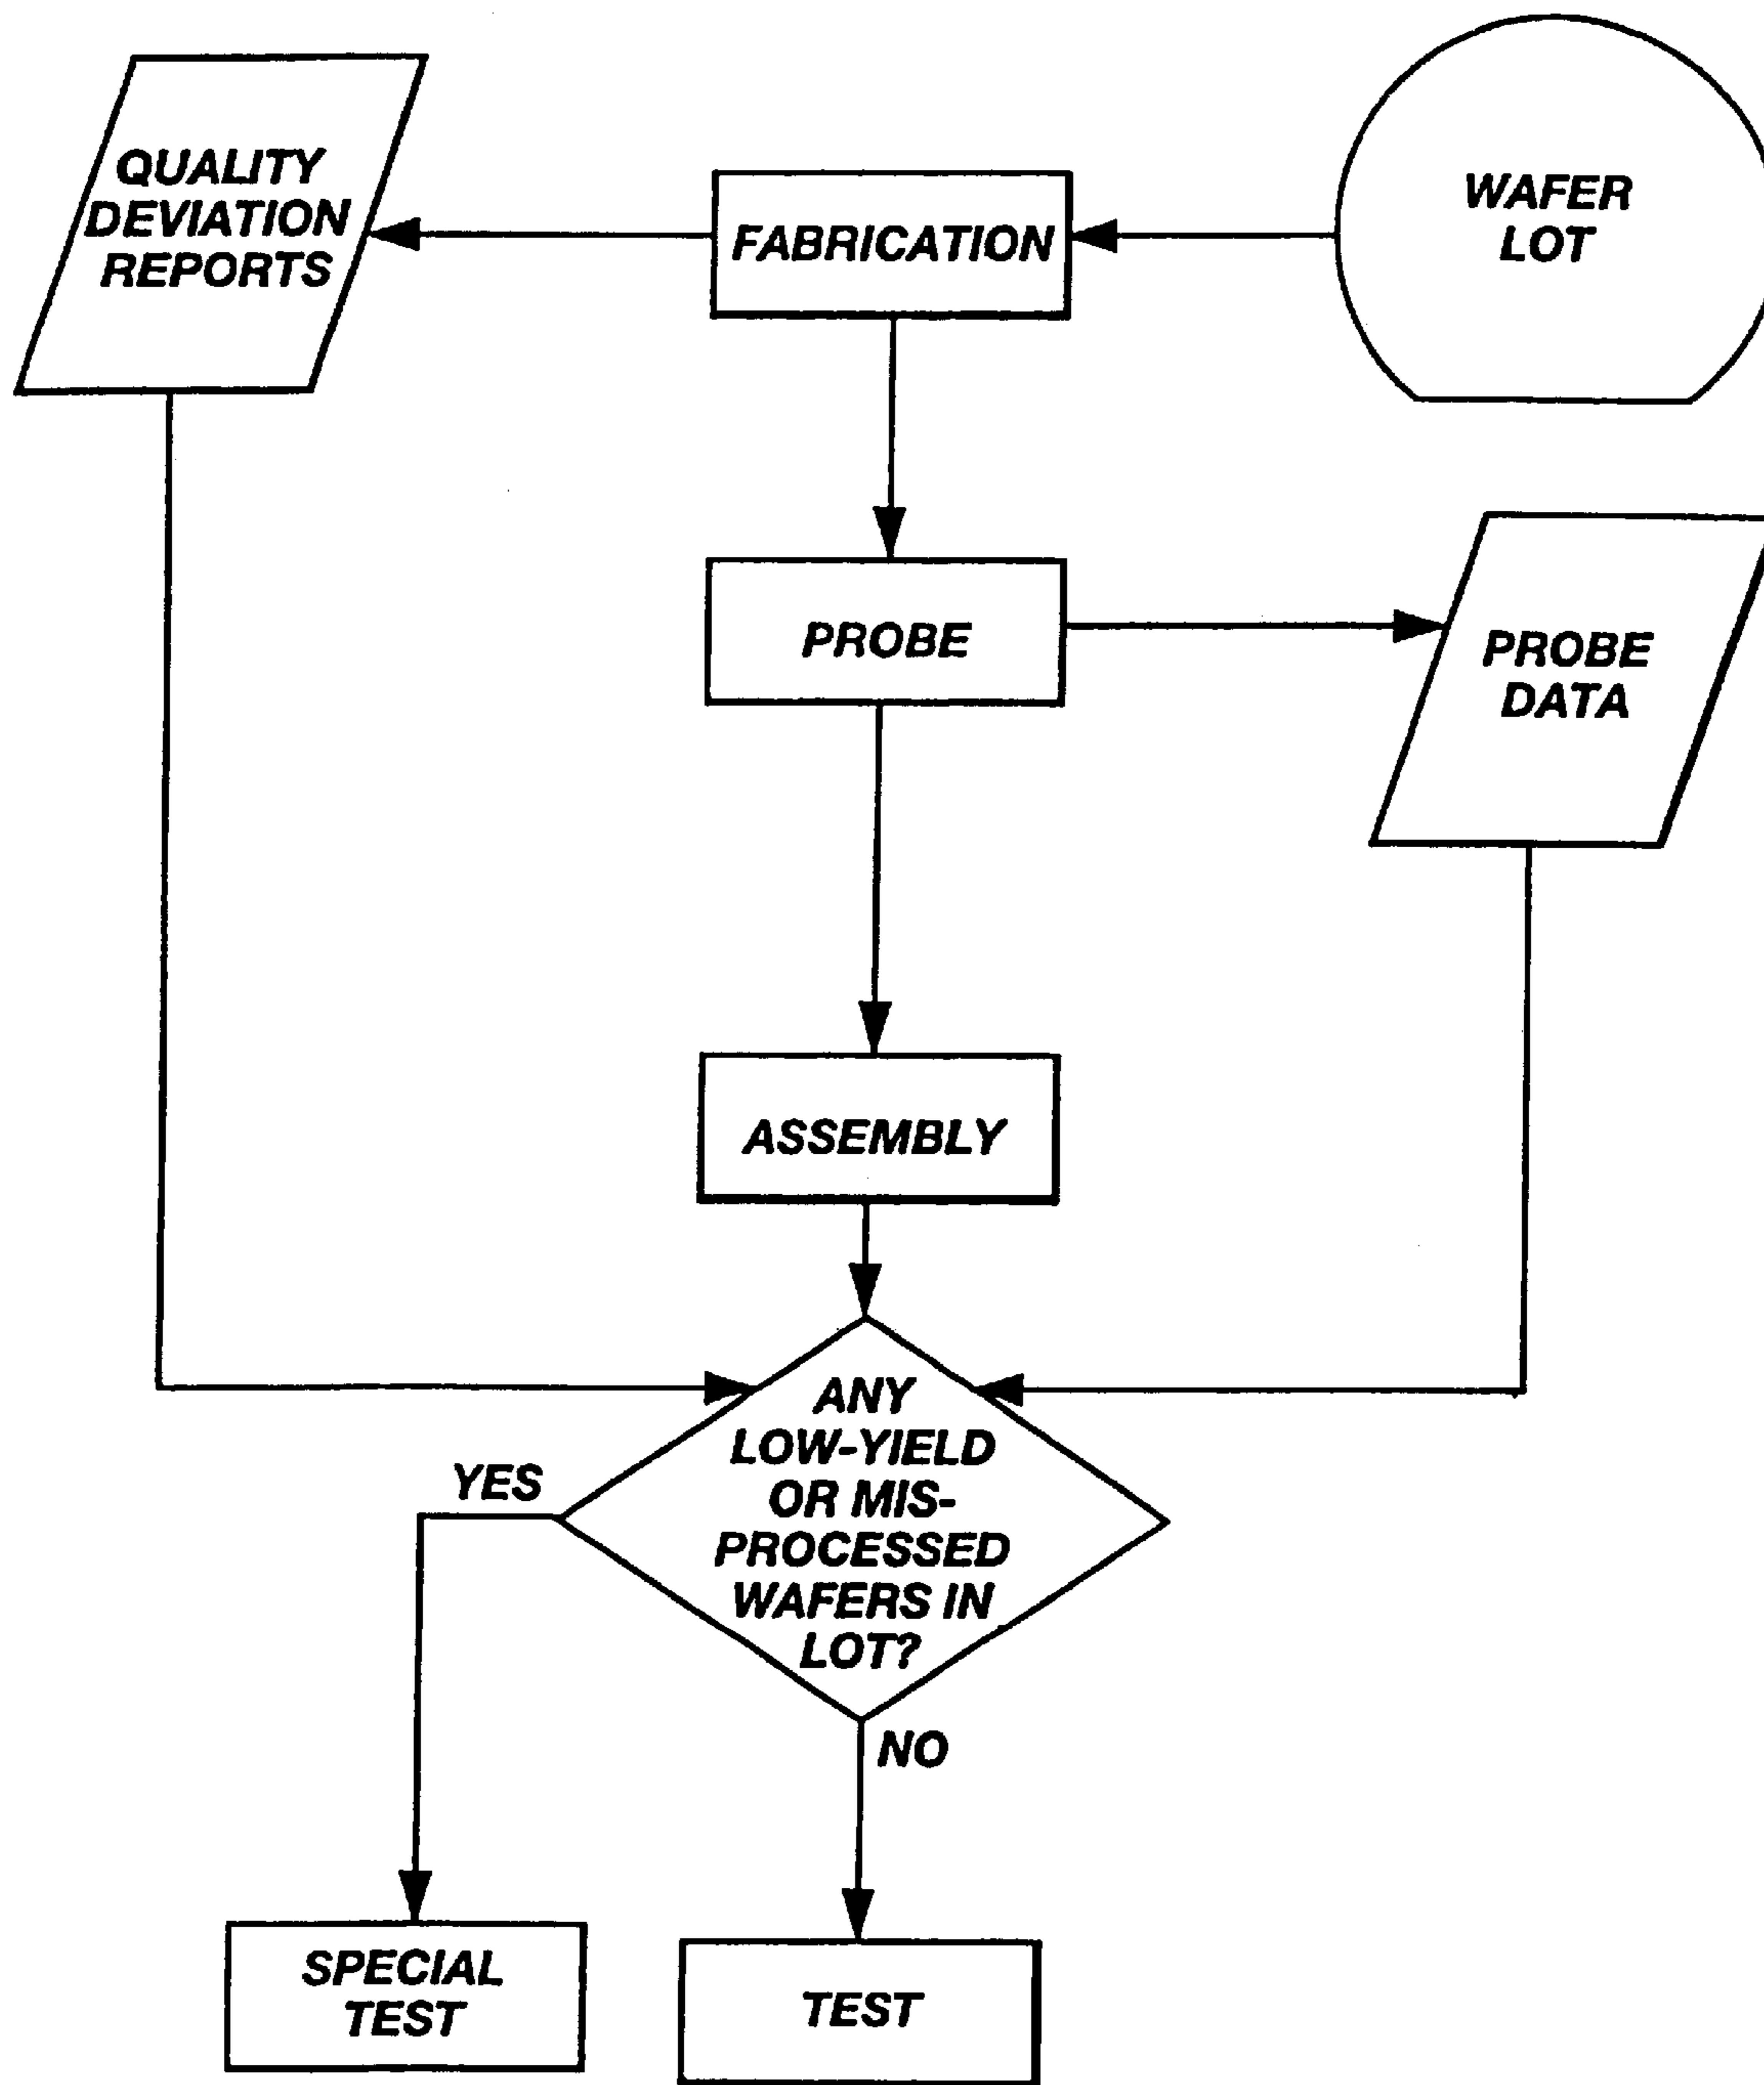 QUALITY
DEVIATION
REPORTS
FABRICATION
WAFER
LOT
PROBE
PROBE
DATA
ASSEMBLY
ANY
LOW-YIELD
OR MIS-
PROCESSED
WAFERS IN
LOT?
YES
NO
SPECIAL
TEST
TEST